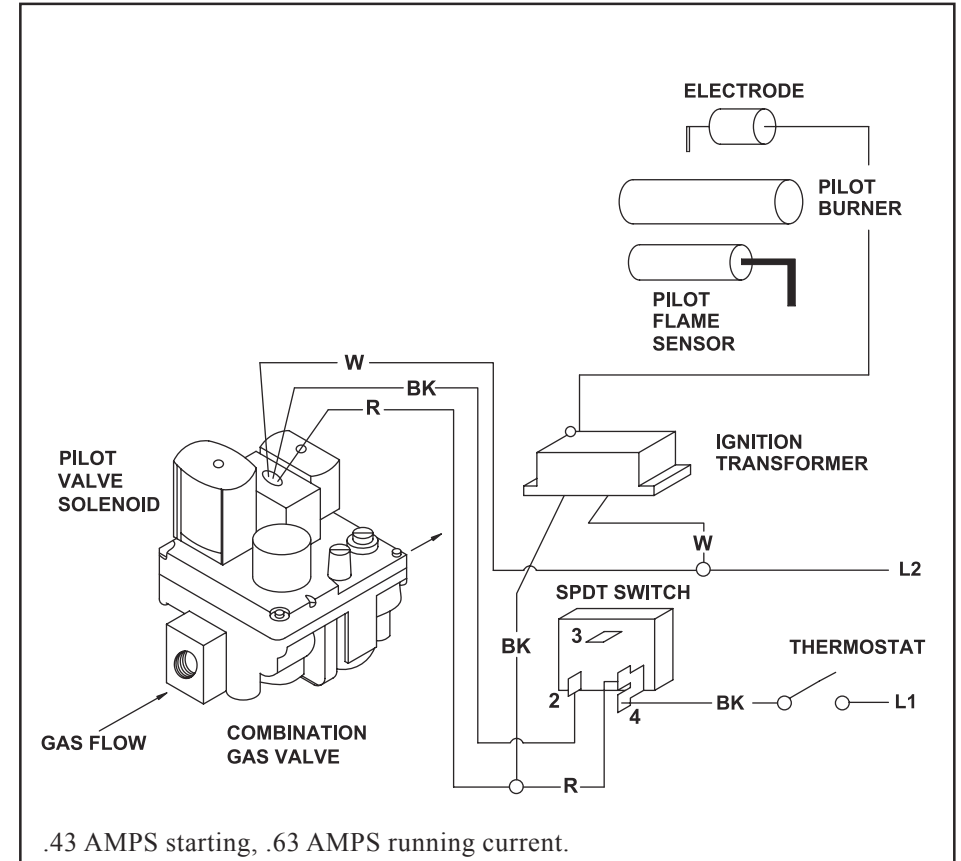 ELECTRODE
PILOT
BURNER
PILOT
FLAME
SENSOR
W
BK
R
PILOT
VALVE
SOLENOID
IGNITION
TRANSFORMER
W
L2
SPDT SWITCH
3
BK
THERMOSTAT
2
4
BK
L1
GAS FLOW
COMBINATION
GAS VALVE
R
.43 AMPS starting, .63 AMPS running current.